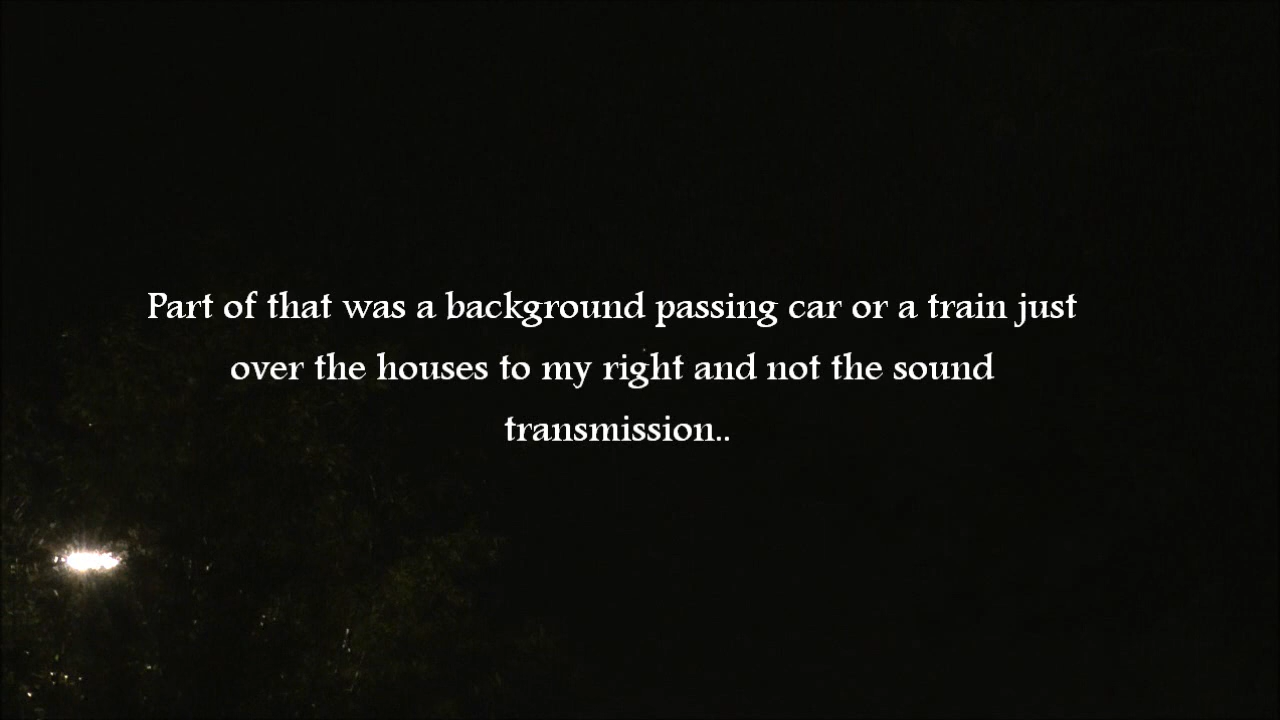 Part of that was a background passing car or a train just
over the houses to my right and not the sound
transmission..